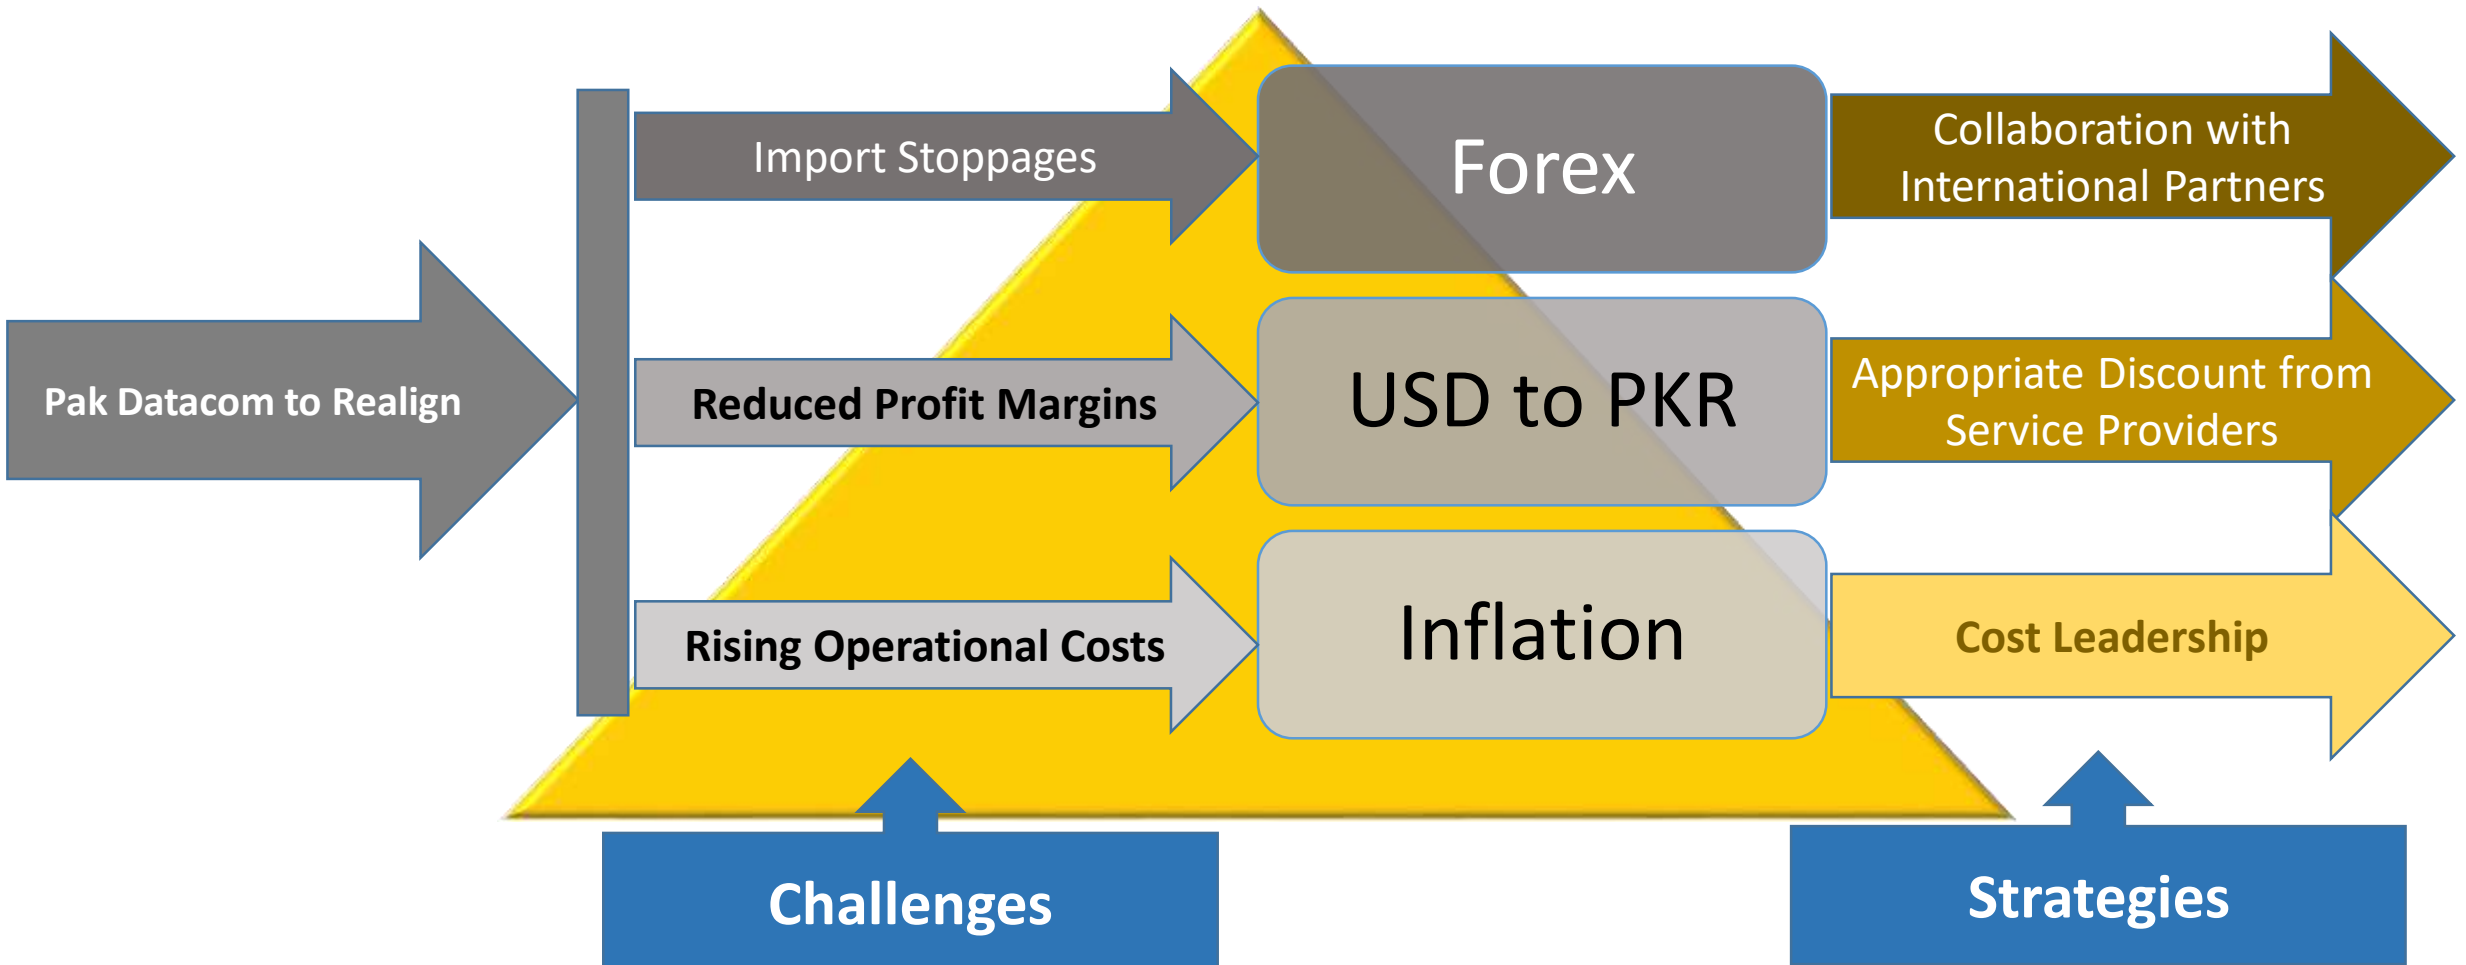 Import Stoppages
Forex
Collaboration with
International Partners
Pak Datacom to Realign
Reduced Profit Margins
USD to PKR
Appropriate Discount from
Service Providers
Rising Operational Costs
Inflation
Cost Leadership
Challenges
Strategies